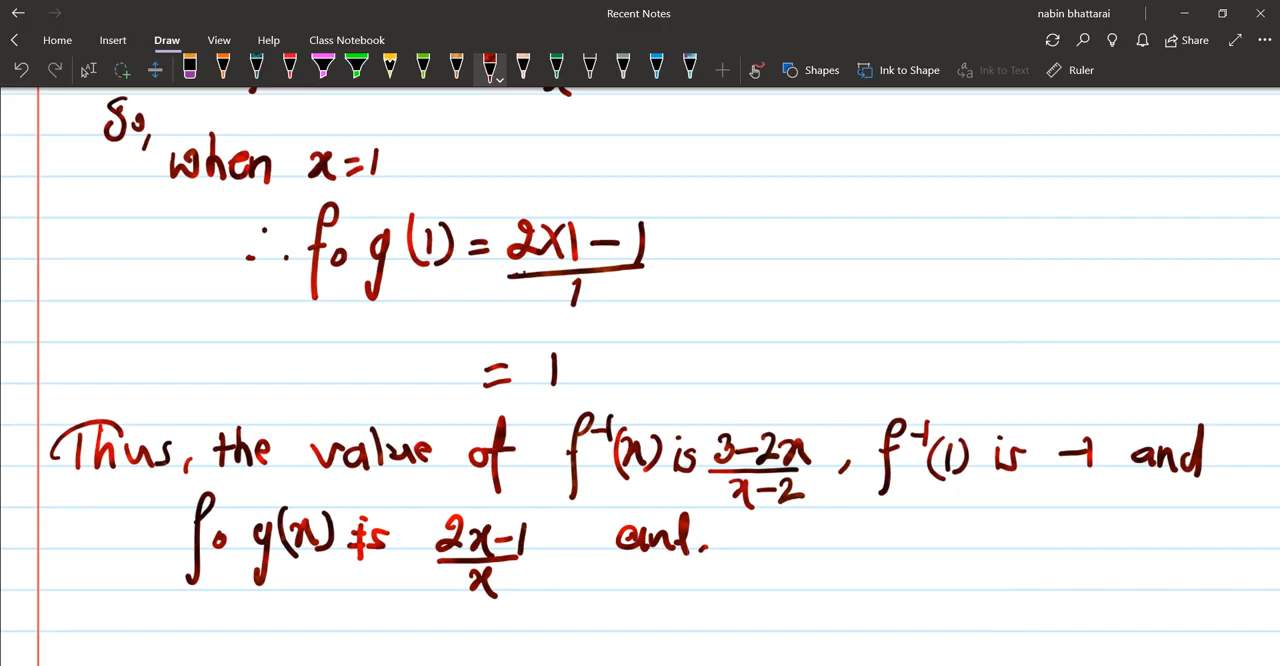 Recent Notes
nabin bhattarai
Home Insert Draw View Help Class Notebook
Share
Shapes Ink to Shape Ink to Text Ruler
So,
when x=1
∴ fog(1) = (2×1-1)/1
= 1
Thus, the value of f⁻¹(x) is (3-2x)/(x-2), f⁻¹(1) is -1 and
fog(x) is (2x-1)/x and.